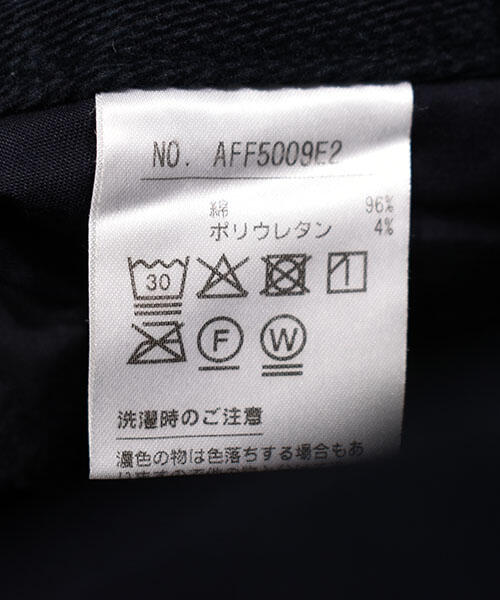 NO. AFF5009E2
綿 96%
ポリウレタン 4%
30
F W
洗濯時のご注意
濃色の物は色落ちする場合もあ